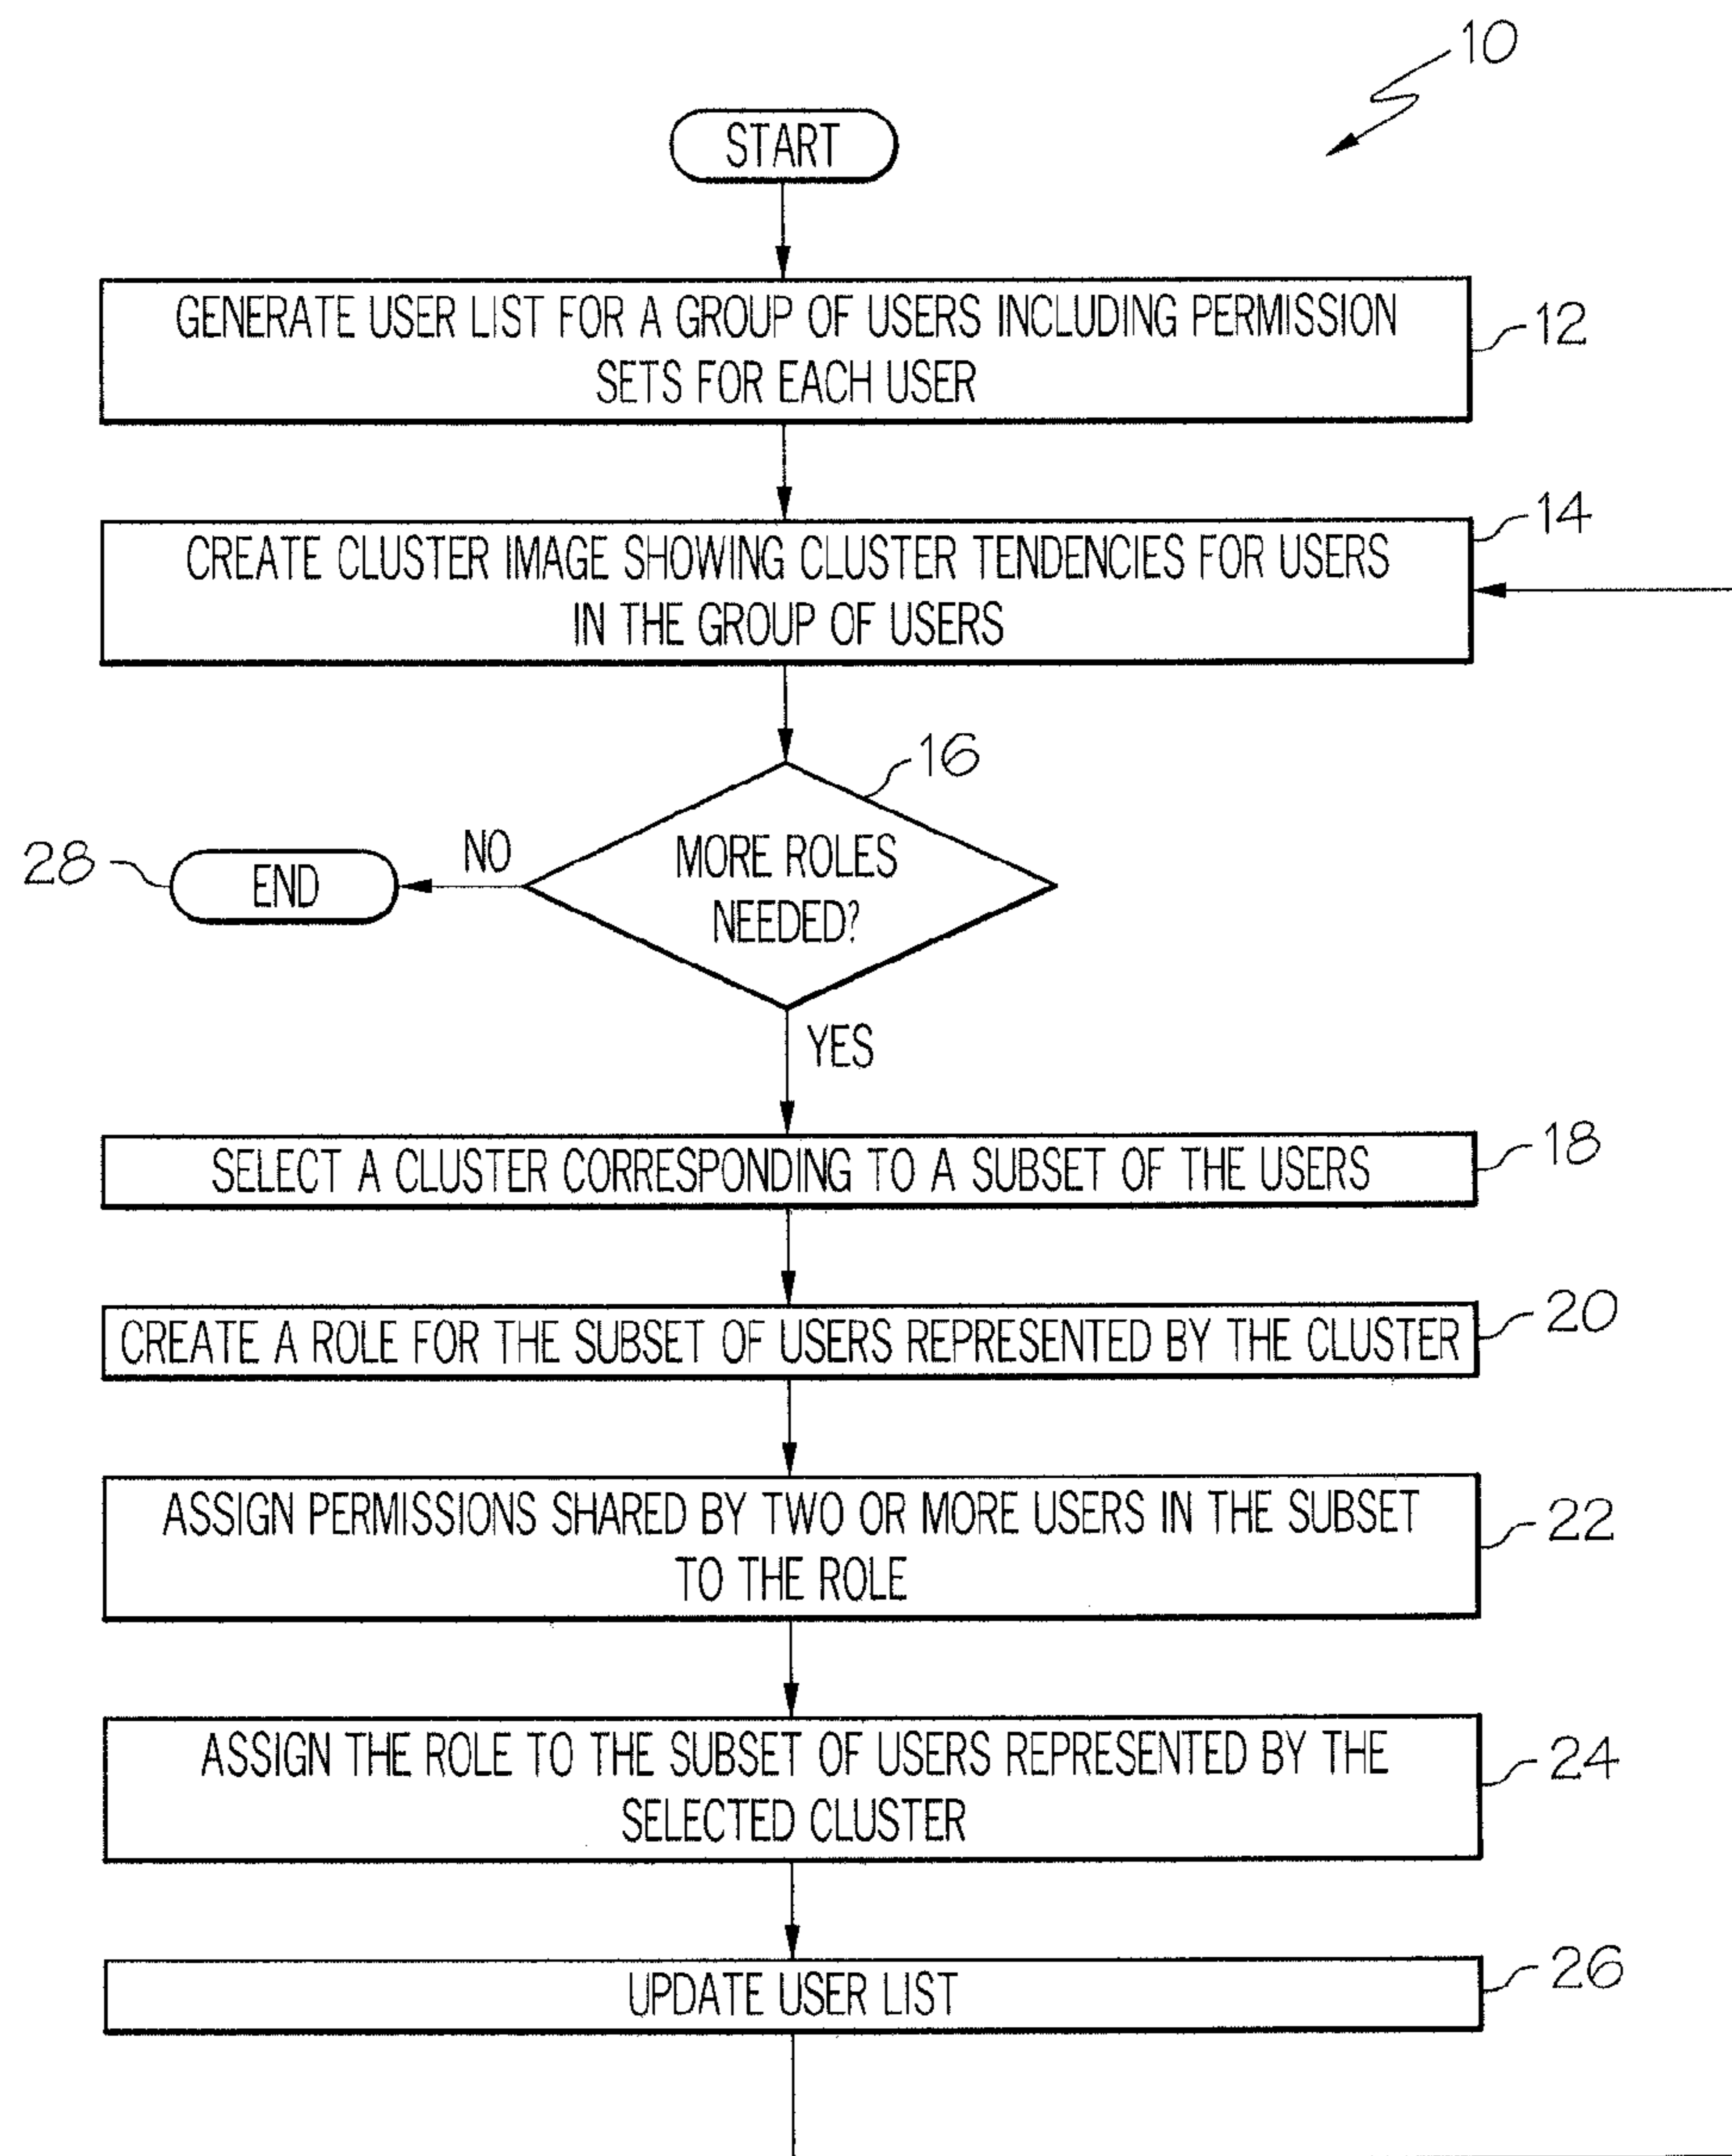 10
START
GENERATE USER LIST FOR A GROUP OF USERS INCLUDING PERMISSION
SETS FOR EACH USER
12
CREATE CLUSTER IMAGE SHOWING CLUSTER TENDENCIES FOR USERS
IN THE GROUP OF USERS
14
16
MORE ROLES
NEEDED?
NO
28
END
YES
SELECT A CLUSTER CORRESPONDING TO A SUBSET OF THE USERS
18
CREATE A ROLE FOR THE SUBSET OF USERS REPRESENTED BY THE CLUSTER
20
ASSIGN PERMISSIONS SHARED BY TWO OR MORE USERS IN THE SUBSET
TO THE ROLE
22
ASSIGN THE ROLE TO THE SUBSET OF USERS REPRESENTED BY THE
SELECTED CLUSTER
24
UPDATE USER LIST
26